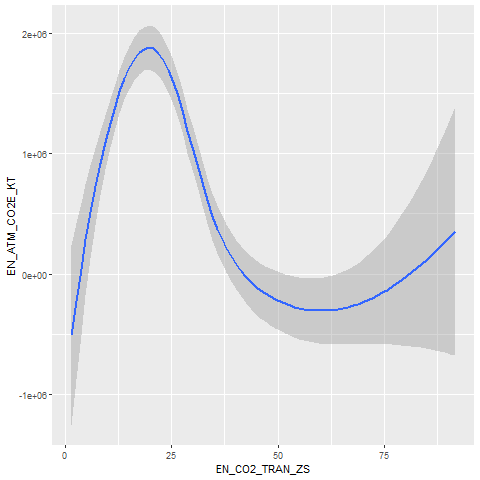 2e+06
1e+06
0e+00
-1e+06
EN_ATM_CO2E_KT
0
25
50
75
EN_CO2_TRAN_ZS